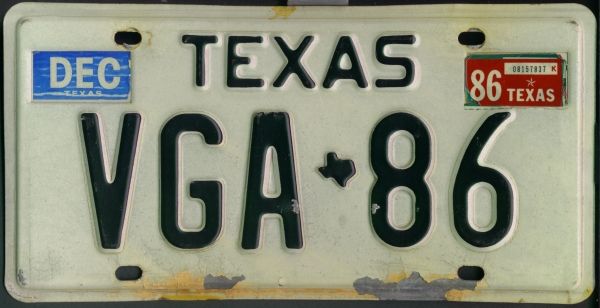 TEXAS
DEC
TEXAS
08157837 K
86 TEXAS
VGA 86